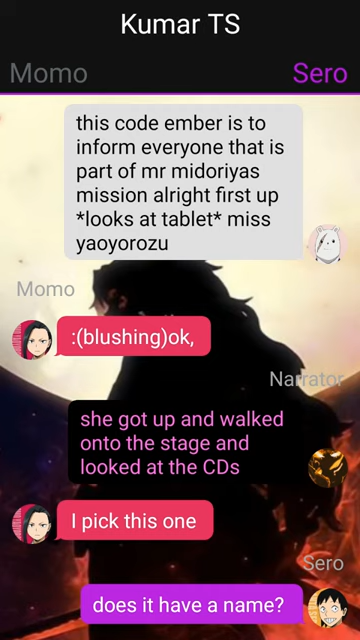 Kumar TS
Momo
Sero
this code ember is to
inform everyone that is
part of mr midoriyas
mission alright first up
*looks at tablet* miss
yaoyorozu
Momo
:(blushing)ok,
Narrator
she got up and walked
onto the stage and
looked at the CDs
I pick this one
Sero
does it have a name?